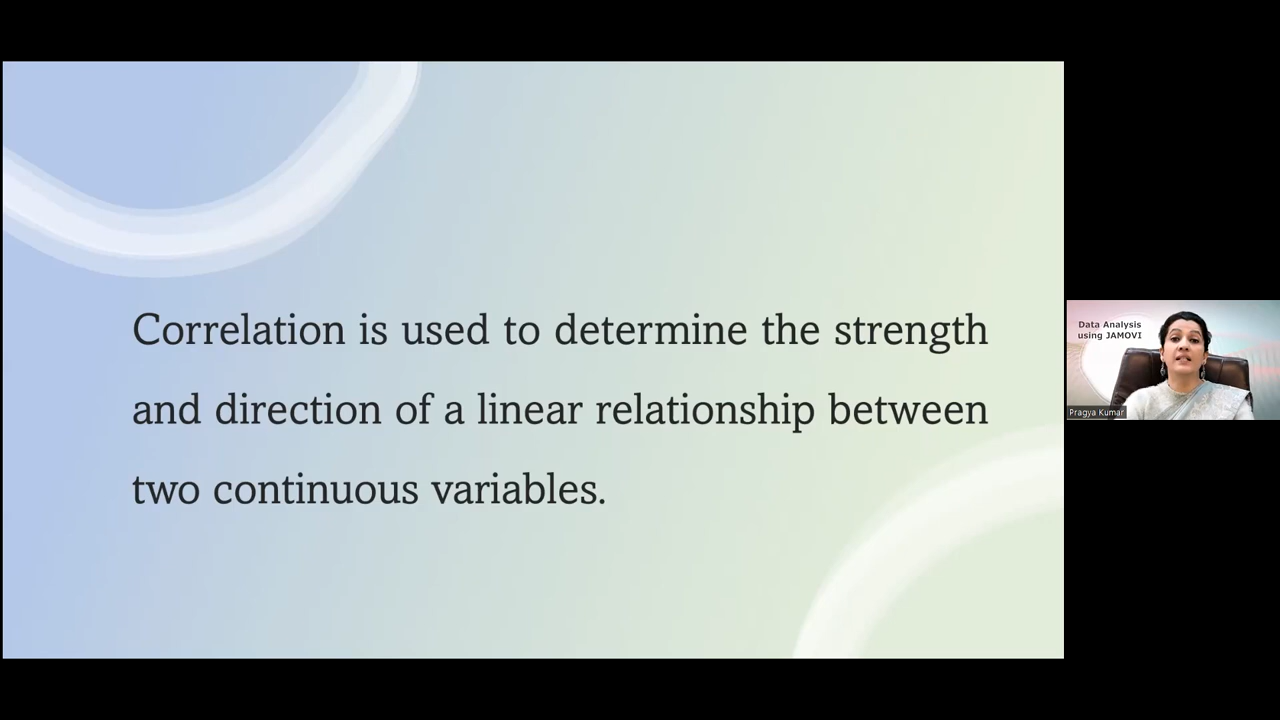 Correlation is used to determine the strength
and direction of a linear relationship between
two continuous variables.
Data Analysis
using JAMOVI
Pragya Kumar